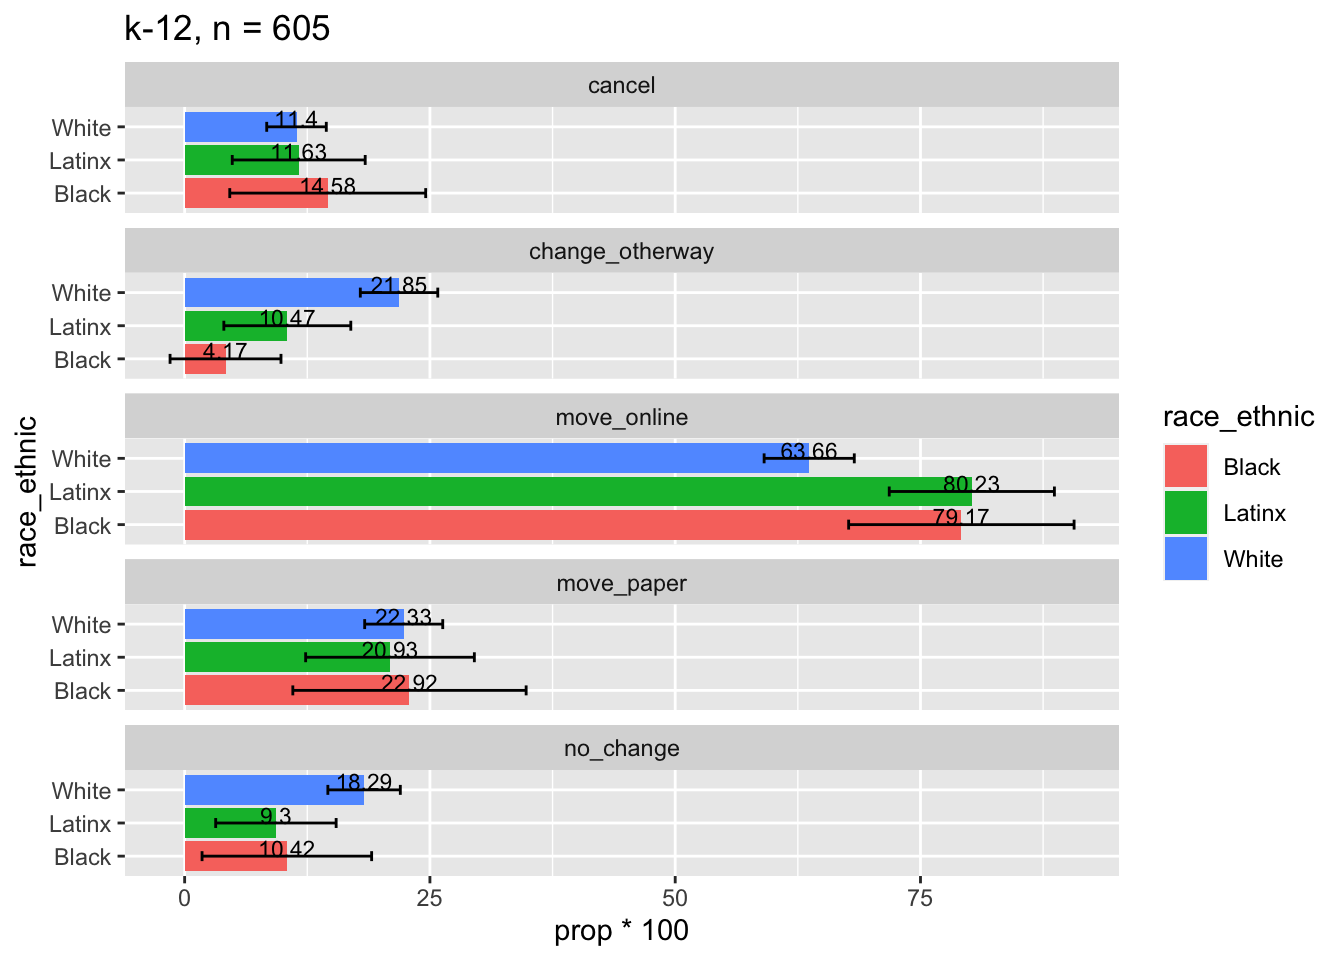 k-12, n = 605
cancel
White 11.4
Latinx 11.63
Black 14.58
change_otherway
White 21.85
Latinx 10.47
Black 4.17
move_online
White 63.66
Latinx 80.23
Black 79.17
move_paper
White 22.33
Latinx 20.93
Black 22.92
no_change
White 18.29
Latinx 9.3
Black 10.42
0 25 50 75
prop * 100
race_ethnic
race_ethnic
Black
Latinx
White